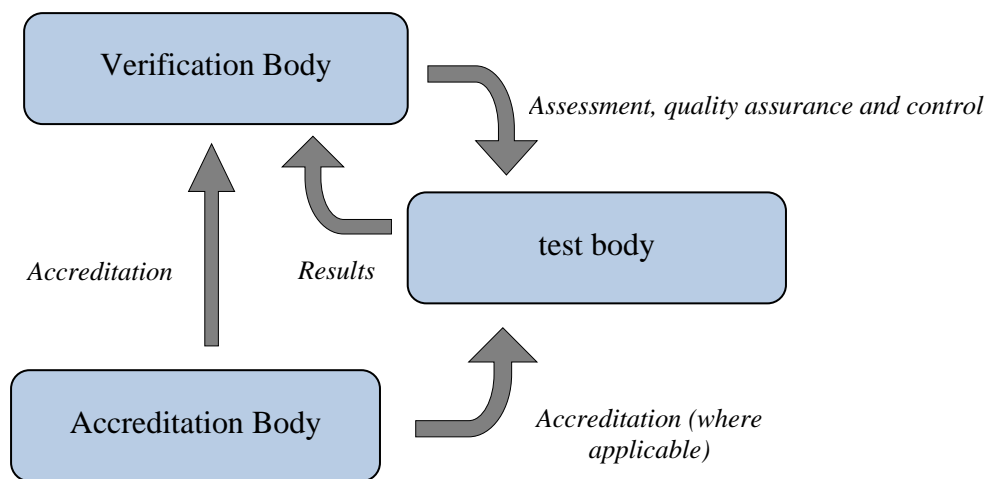 Verification Body
Assessment, quality assurance and control
test body
Accreditation
Results
Accreditation Body
Accreditation (where
applicable)